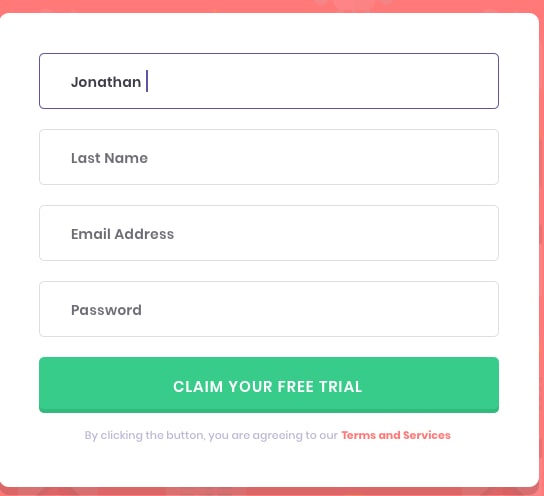 Jonathan
Last Name
Email Address
Password
CLAIM YOUR FREE TRIAL
By clicking the button, you are agreeing to our Terms and Services